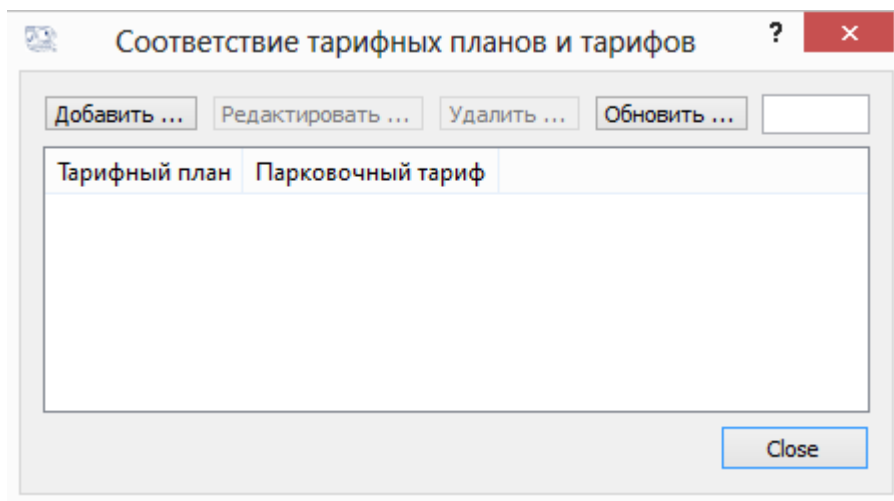 Соответствие тарифных планов и тарифов ? ×
Добавить ... Редактировать ... Удалить ... Обновить ...
Тарифный план Парковочный тариф
Close